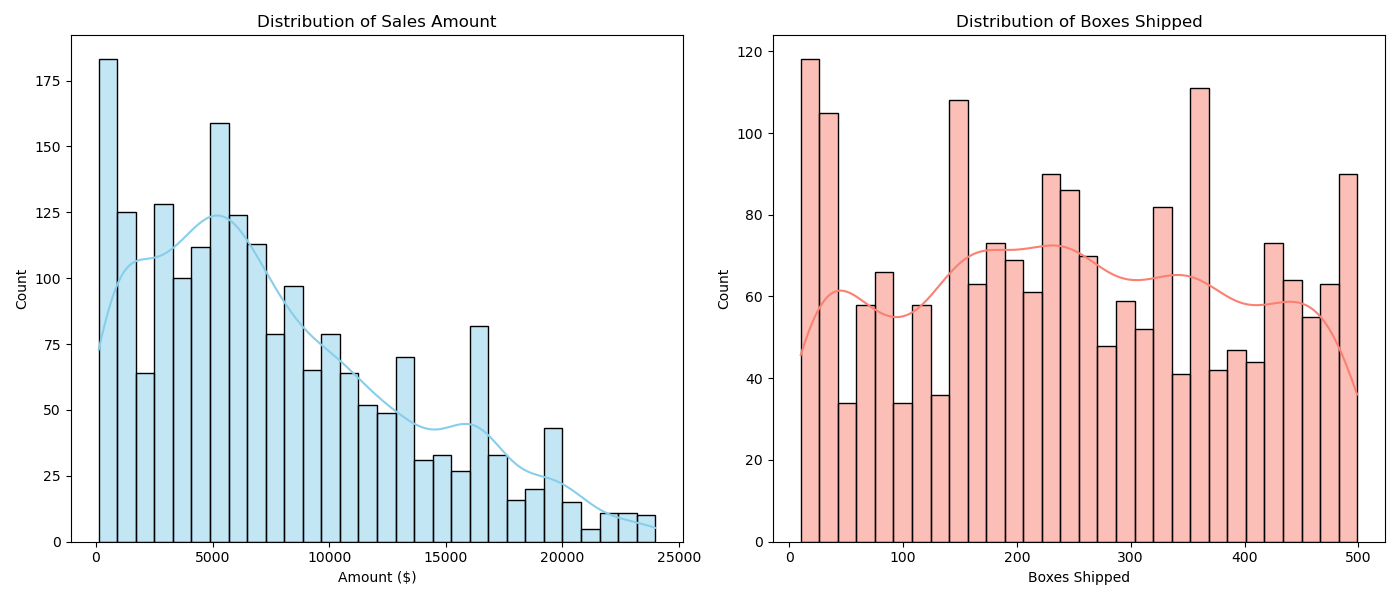 Distribution of Sales Amount
Count
175
150
125
100
75
50
25
0
0 5000 10000 15000 20000 25000
Amount ($)
Distribution of Boxes Shipped
Count
120
100
80
60
40
20
0
0 100 200 300 400 500
Boxes Shipped